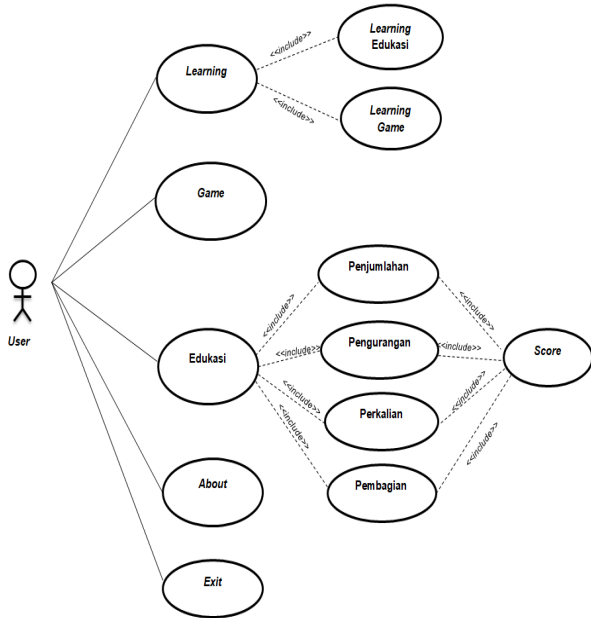 Learning
<<include>>
Learning
Edukasi
<<include>>
Learning
Game
Game
User
Edukasi
<<include>>
Penjumlahan
<<include>>
<<include>>
Pengurangan
<<include>>
Score
<<include>>
Perkalian
<<include>>
<<include>>
Pembagian
<<include>>
About
Exit